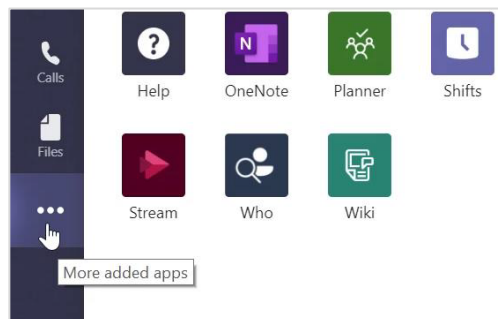 Calls
Files
More added apps
?
Help
N
OneNote
Planner
Shifts
Stream
Who
Wiki